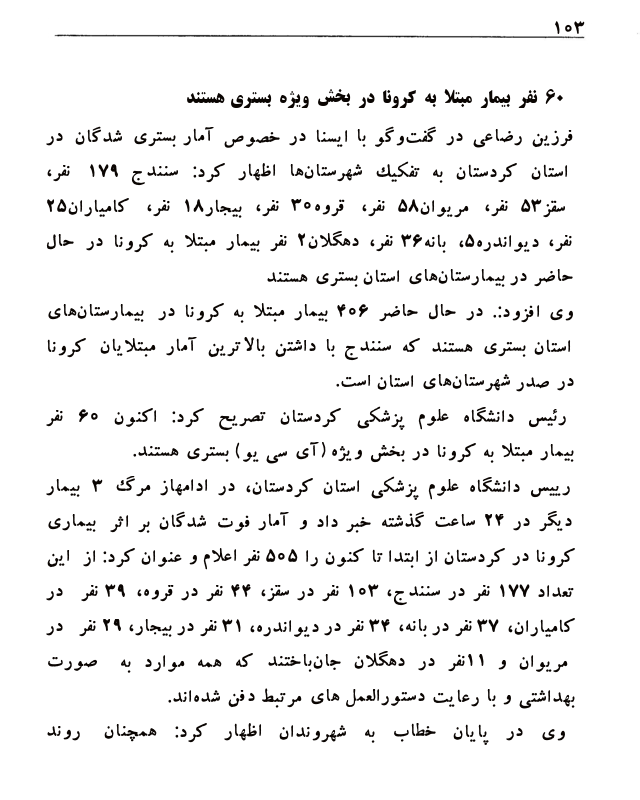 ۱۰۳
۶۰ نفر بیمار مبتلا به کرونا در بخش ویژه بستری هستند
فرزین رضاعی در گفت‌وگو با ایسنا در خصوص آمار بستری شدگان در
استان کردستان به تفکیک شهرستان‌ها اظهار کرد: سنندج ۱۷۹ نفر،
سقز۵۳ نفر، مریوان۵۸ نفر، قروه۳۰ نفر، بیجار۱۸ نفر، کامیاران۲۵
نفر، دیواندره۵، بانه۳۶ نفر، دهگلان۲ نفر بیمار مبتلا به کرونا در حال
حاضر در بیمارستان‌های استان بستری هستند
وی افزود:. در حال حاضر ۴۰۶ بیمار مبتلا به کرونا در بیمارستان‌های
استان بستری هستند که سنندج با داشتن بالاترین آمار مبتلایان کرونا
در صدر شهرستان‌های استان است.
رئیس دانشگاه علوم پزشکی کردستان تصریح کرد: اکنون ۶۰ نفر
بیمار مبتلا به کرونا در بخش ویژه (آی سی یو) بستری هستند.
رییس دانشگاه علوم پزشکی استان کردستان، در ادامهاز مرگ ۳ بیمار
دیگر در ۲۴ ساعت گذشته خبر داد و آمار فوت شدگان بر اثر بیماری
کرونا در کردستان از ابتدا تا کنون را ۵۰۵ نفر اعلام و عنوان کرد: از این
تعداد ۱۷۷ نفر در سنندج، ۱۰۳ نفر در سقز، ۴۴ نفر در قروه، ۳۹ نفر در
کامیاران، ۳۷ نفر در بانه، ۳۴ نفر در دیواندره، ۳۱ نفر در بیجار، ۲۹ نفر در
مریوان و ۱۱نفر در دهگلان جان‌باختند که همه موارد به صورت
بهداشتی و با رعایت دستورالعمل های مرتبط دفن شده‌اند.
وی در پایان خطاب به شهروندان اظهار کرد: همچنان روند